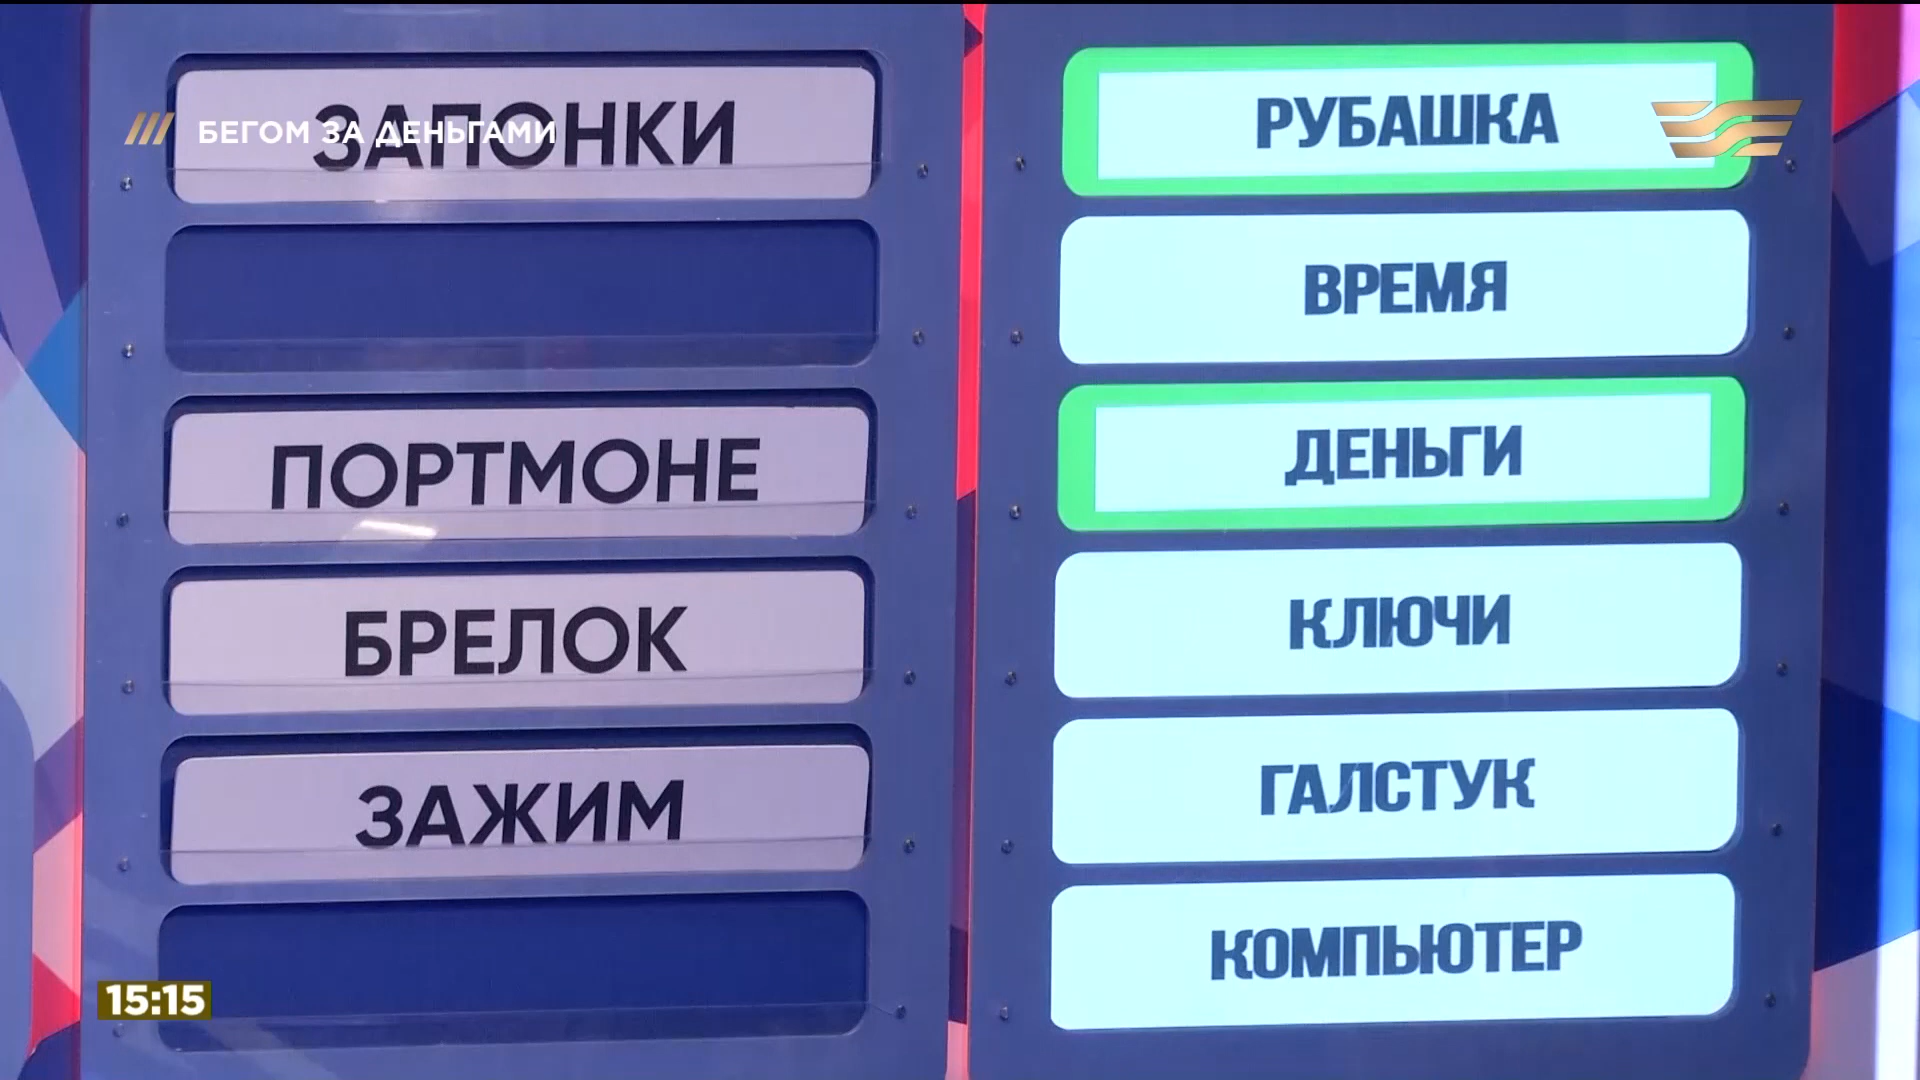 БЕГОМ ЗА ДЕНЬГАМИ
ЗАПОНКИ
РУБАШКА
ВРЕМЯ
ПОРТМОНЕ
ДЕНЬГИ
БРЕЛОК
КЛЮЧИ
ЗАЖИМ
ГАЛСТУК
КОМПЬЮТЕР
15:15